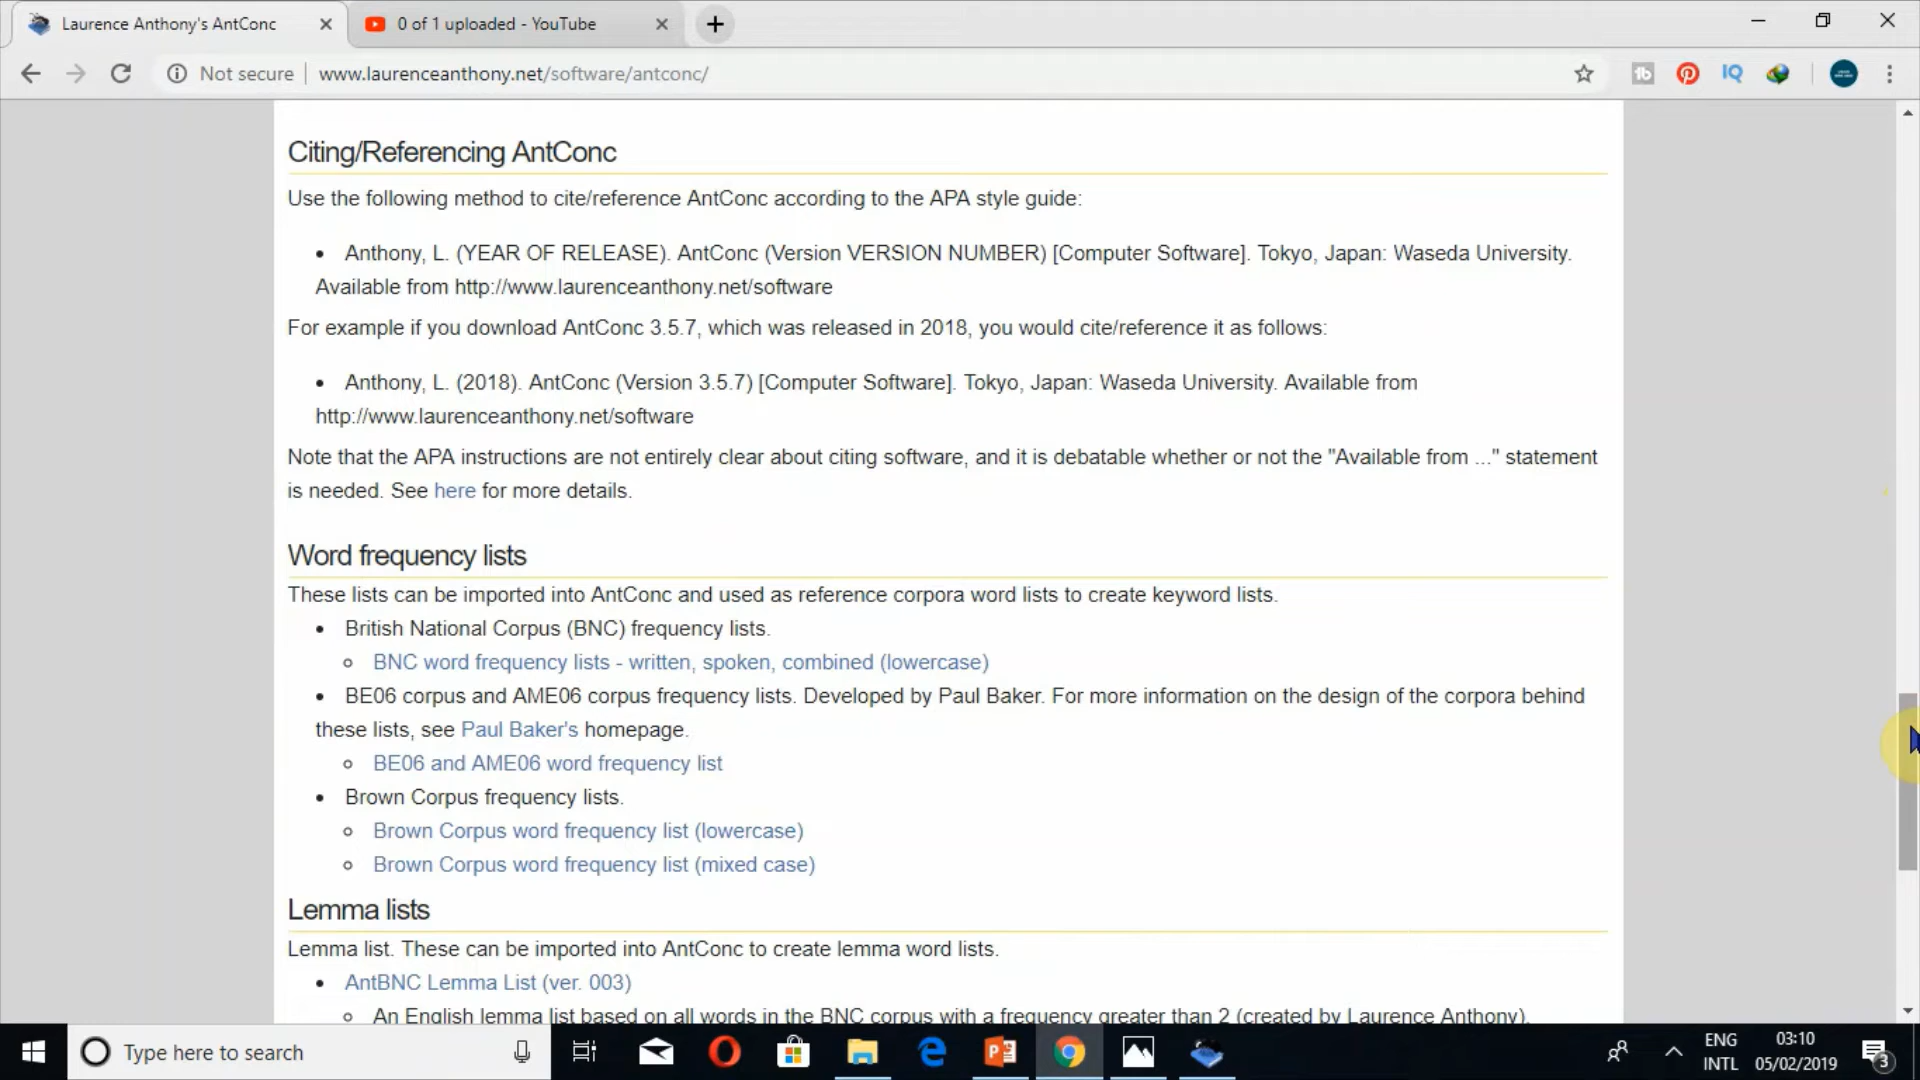 Laurence Anthony's AntConc
0 of 1 uploaded - YouTube
Not secure
www.laurenceanthony.net/software/antconc/
Citing/Referencing AntConc
Use the following method to cite/reference AntConc according to the APA style guide:
• Anthony, L. (YEAR OF RELEASE). AntConc (Version VERSION NUMBER) [Computer Software]. Tokyo, Japan: Waseda University.
Available from http://www.laurenceanthony.net/software
For example if you download AntConc 3.5.7, which was released in 2018, you would cite/reference it as follows:
• Anthony, L. (2018). AntConc (Version 3.5.7) [Computer Software]. Tokyo, Japan: Waseda University. Available from
http://www.laurenceanthony.net/software
Note that the APA instructions are not entirely clear about citing software, and it is debatable whether or not the "Available from ..." statement
is needed. See here for more details.
Word frequency lists
These lists can be imported into AntConc and used as reference corpora word lists to create keyword lists.
• British National Corpus (BNC) frequency lists.
BNC word frequency lists - written, spoken, combined (lowercase)
• BE06 corpus and AME06 corpus frequency lists. Developed by Paul Baker. For more information on the design of the corpora behind
these lists, see Paul Baker's homepage.
BE06 and AME06 word frequency list
• Brown Corpus frequency lists.
Brown Corpus word frequency list (lowercase)
Brown Corpus word frequency list (mixed case)
Lemma lists
Lemma list. These can be imported into AntConc to create lemma word lists.
• AntBNC Lemma List (ver. 003)
An English lemma list based on all words in the BNC corpus with a frequency greater than 2 (created by Laurence Anthony).
Type here to search
ENG
INTL
03:10
05/02/2019
3